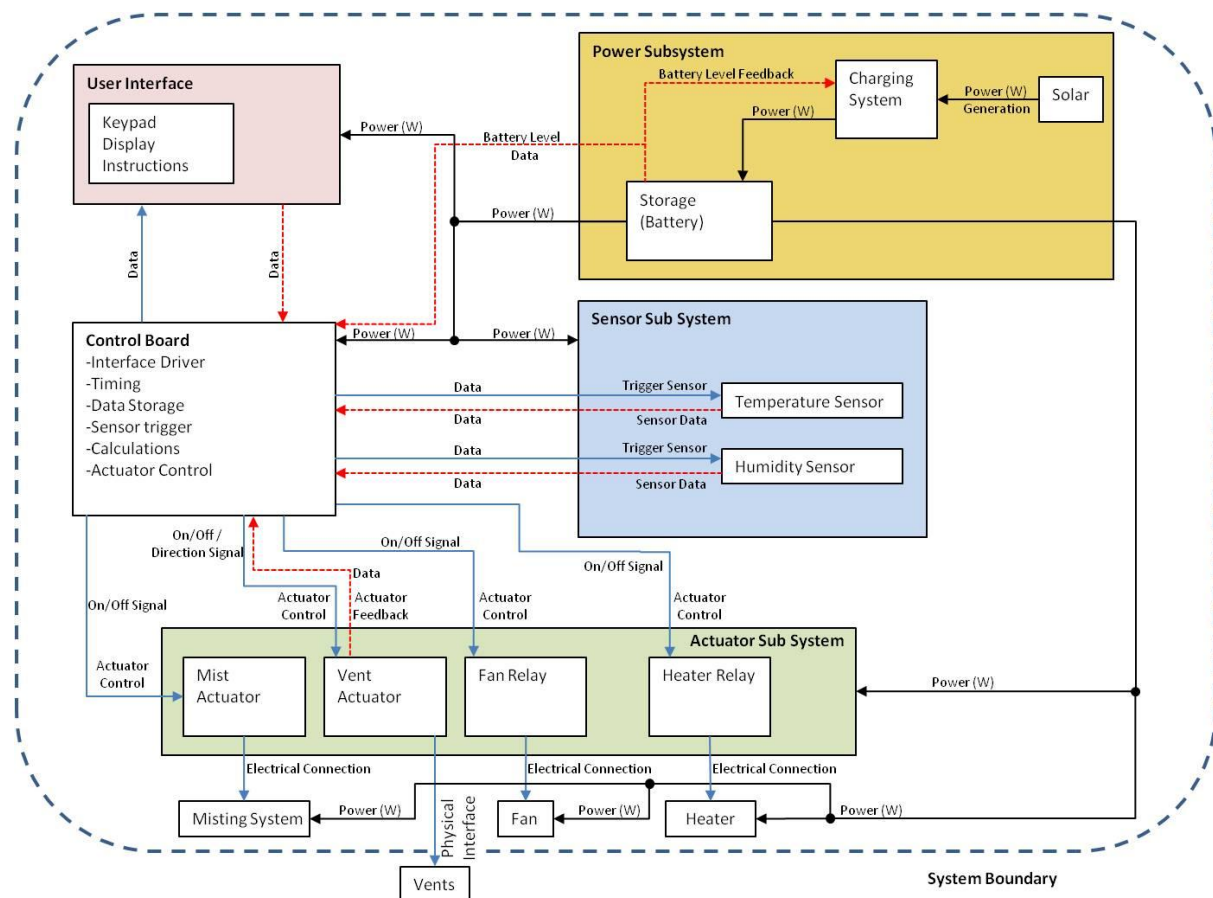 Power Subsystem
User Interface
Battery Level Feedback
Charging
System
Power (W)
Generation
Solar
Keypad
Display
Instructions
Power (W)
Power (W)
Battery Level
Data
Storage
(Battery)
Power (W)
Data
Data
Sensor Sub System
Control Board
-Interface Driver
-Timing
-Data Storage
-Sensor trigger
-Calculations
-Actuator Control
Power (W)
Power (W)
Data
Trigger Sensor
Temperature Sensor
Data
Sensor Data
Data
Trigger Sensor
Humidity Sensor
Data
Sensor Data
On/Off /
Direction Signal
On/Off Signal
On/Off Signal
Data
On/Off Signal
Actuator
Control
Actuator
Feedback
Actuator
Control
Actuator
Control
Actuator Sub System
Actuator
Control
Mist
Actuator
Vent
Actuator
Fan Relay
Heater Relay
Power (W)
Electrical Connection
Electrical Connection
Electrical Connection
Misting System
Power (W)
Physical
Interface
Fan
Power (W)
Heater
Power (W)
Vents
System Boundary